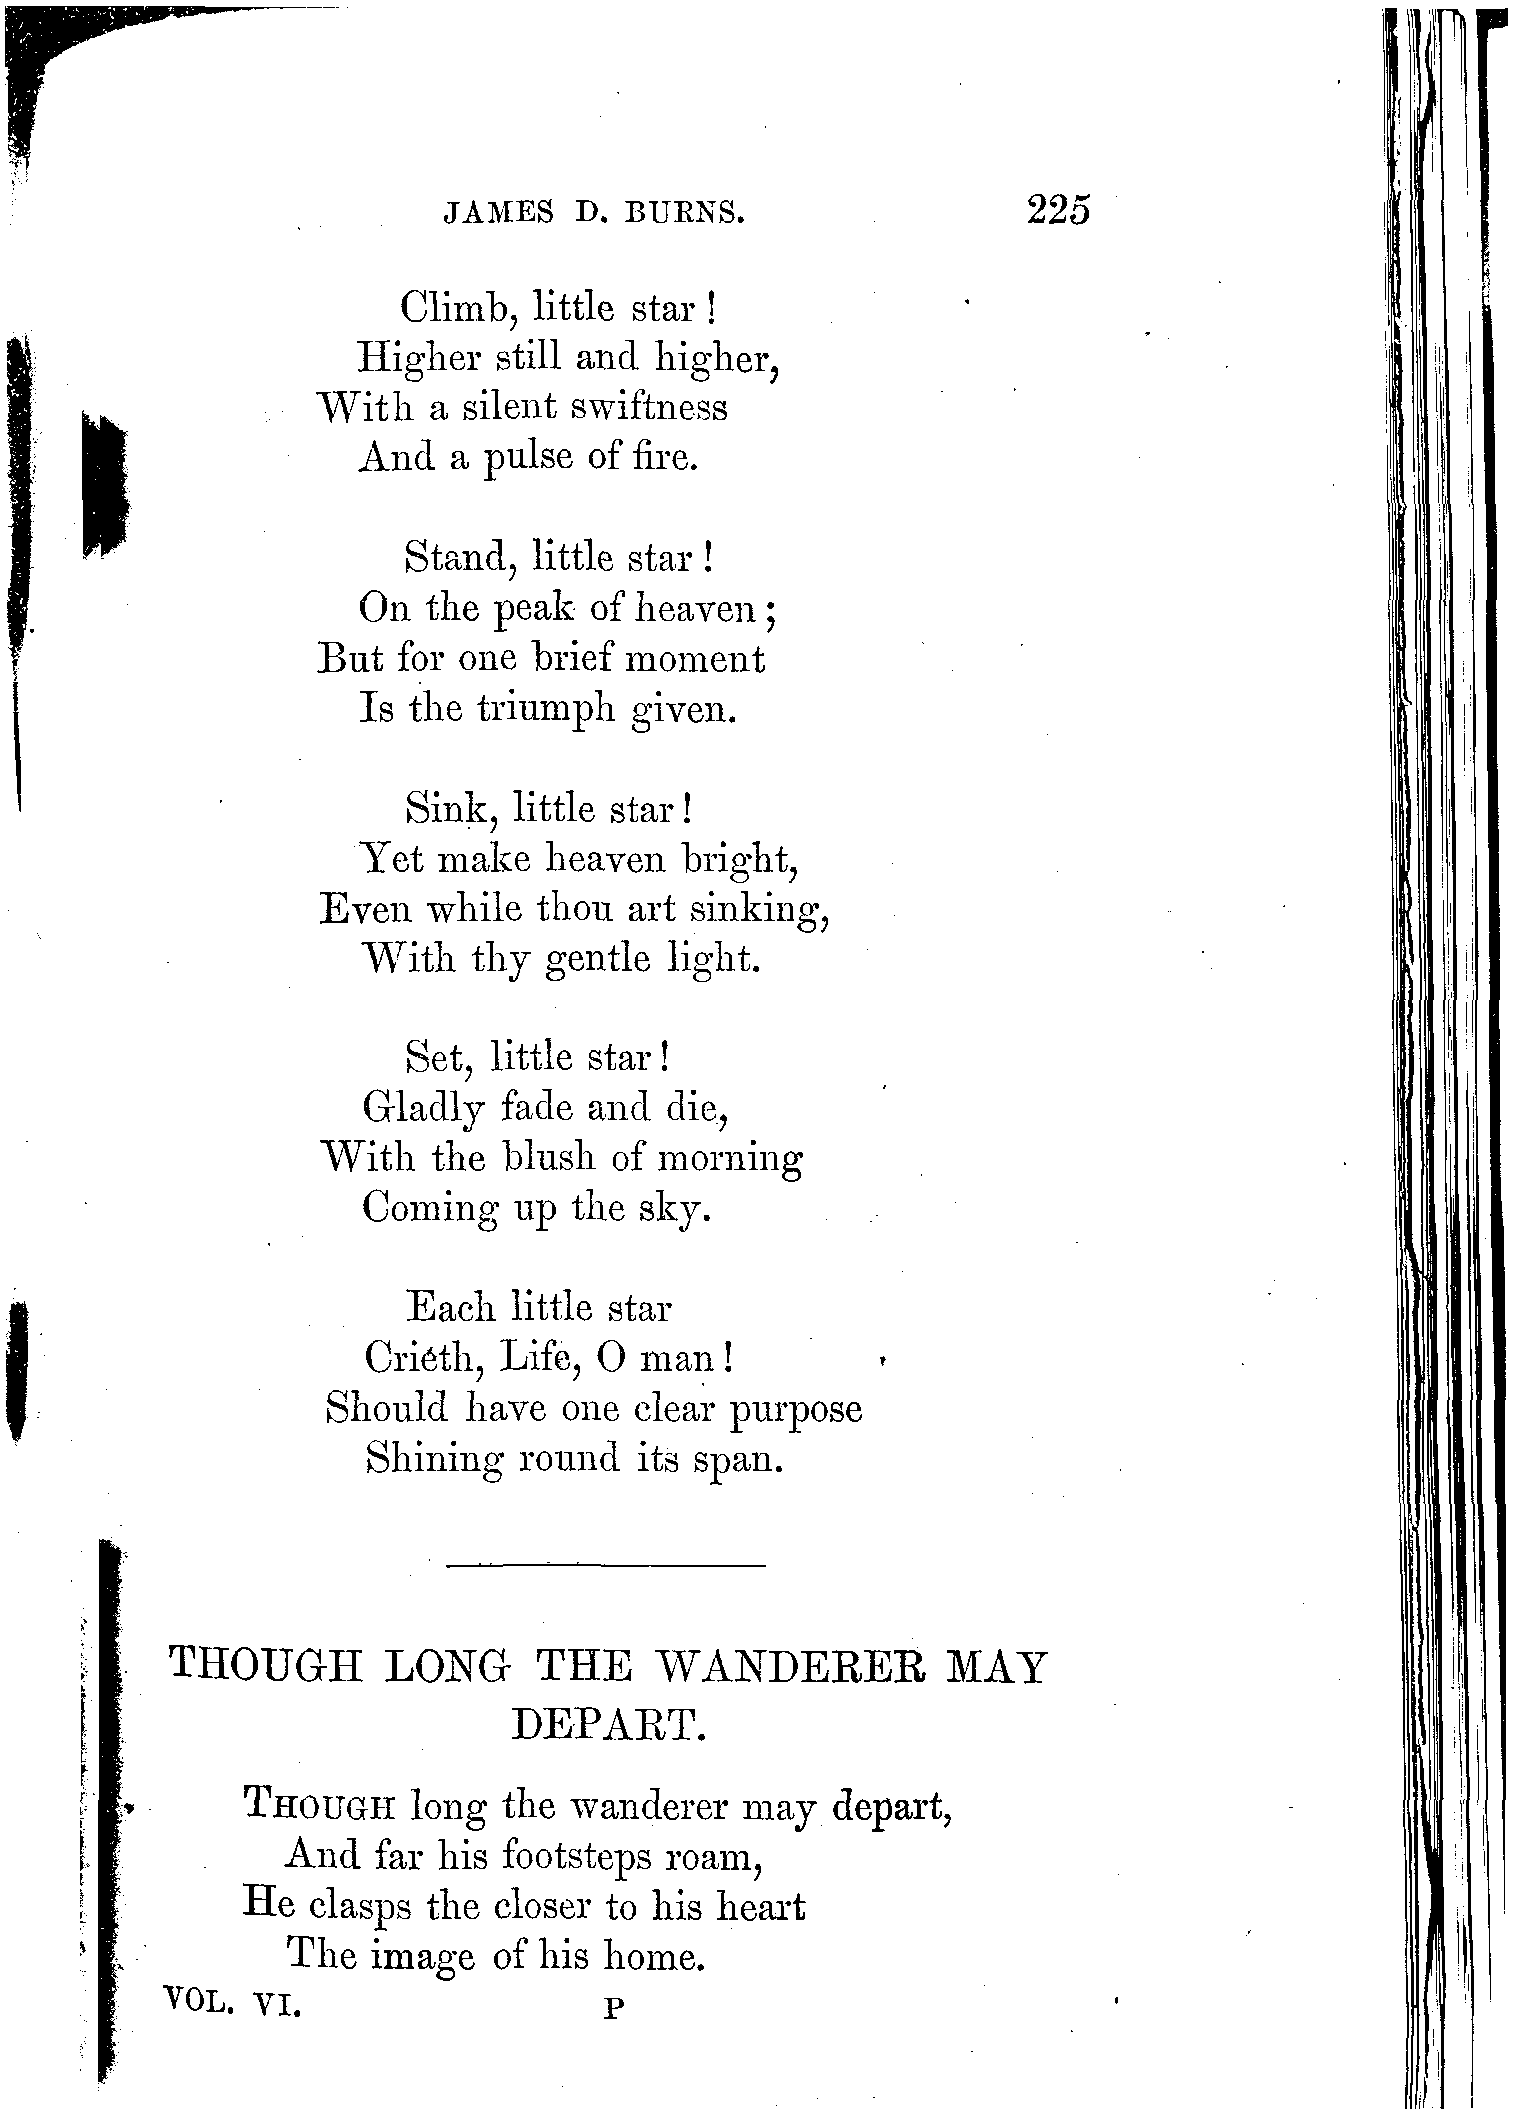 JAMES D. BURNS. 225
Climb, little star!
Higher still and higher,
With a silent swiftness
And a pulse of fire.
Stand, little star!
On the peak of heaven;
But for one brief moment
Is the triumph given.
Sink, little star!
Yet make heaven bright,
Even while thou art sinking,
With thy gentle light.
Set, little star!
Gladly fade and die,
With the blush of morning
Coming up the sky.
Each little star
Crieth, Life, O man!
Should have one clear purpose
Shining round its span.
THOUGH LONG THE WANDERER MAY
DEPART.
THOUGH long the wanderer may depart,
And far his footsteps roam,
He clasps the closer to his heart
The image of his home.
VOL. VI. P